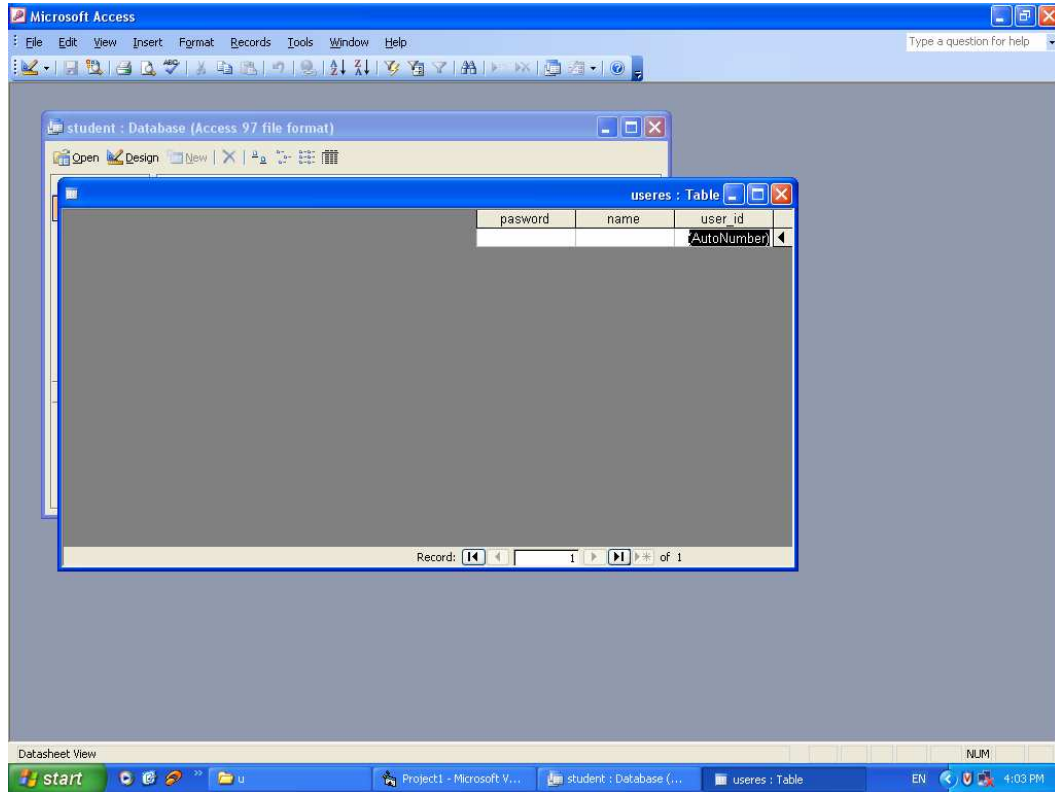 Microsoft Access
File Edit View Insert Format Records Tools Window Help
Type a question for help
student : Database (Access 97 file format)
Open Design New
useres : Table
pasword name user_id
(AutoNumber)
Record: 1 of 1
Datasheet View
NUM
start
u
Project1 - Microsoft V...
student : Database (...
useres : Table
EN
4:03 PM